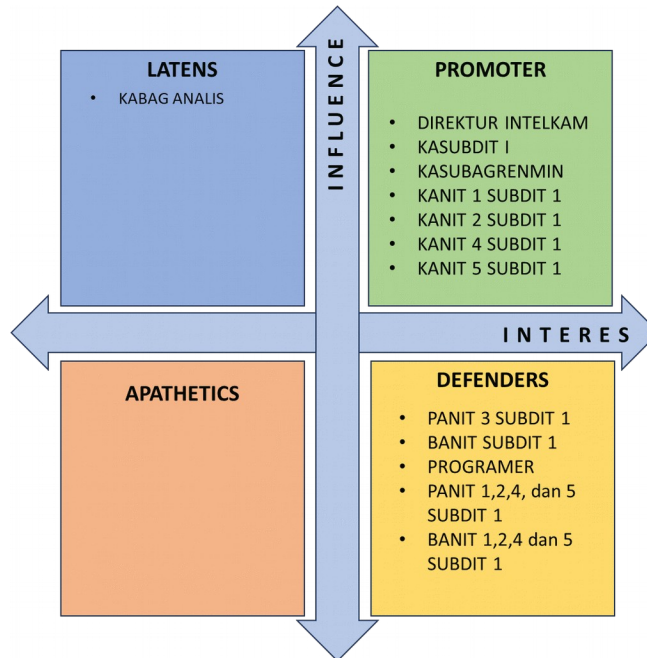 LATENS
• KABAG ANALIS
INFLUENCE
PROMOTER
• DIREKTUR INTELKAM
• KASUBDIT I
• KASUBAGRENMIN
• KANIT 1 SUBDIT 1
• KANIT 2 SUBDIT 1
• KANIT 4 SUBDIT 1
• KANIT 5 SUBDIT 1
INTERES
APATHETICS
DEFENDERS
• PANIT 3 SUBDIT 1
• BANIT SUBDIT 1
• PROGRAMER
• PANIT 1,2,4, dan 5
SUBDIT 1
• BANIT 1,2,4 dan 5
SUBDIT 1